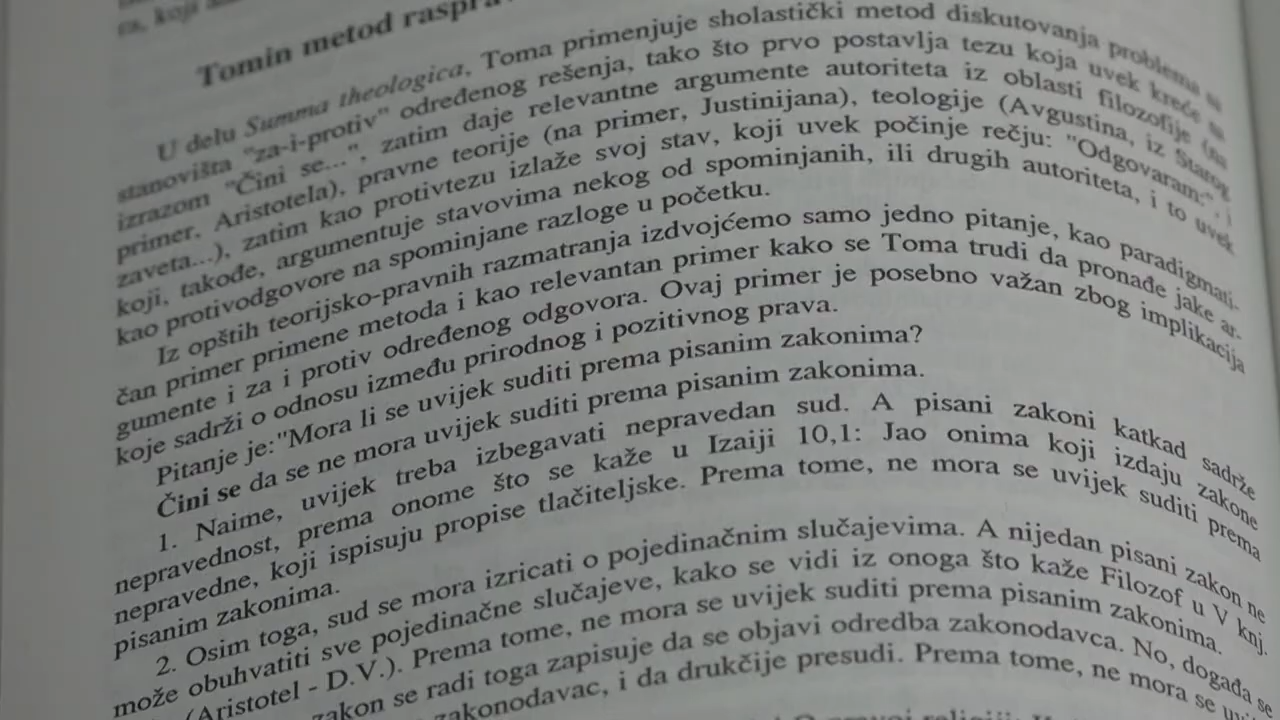 Tomin metod
U delu Summa theologica, Toma primenjuje sholastički metod diskutovanja problema sa
stanovišta "za-i-protiv" određenog rešenja, tako što prvo postavlja tezu koja uvek kreće sa
izrazom "Čini se...", zatim daje relevantne argumente autoriteta iz oblasti filozofije (na
primer, Aristotela), pravne teorije (na primer, Justinijana), teologije (Avgustina, iz Starog
zaveta...), zatim kao protivtezu izlaže svoj stav, koji uvek počinje rečju: "Odgovaram:", i
koji, takođe, argumentuje stavovima nekog od spominjanih, ili drugih autoriteta, i to uvek
kao protivodgovore na spominjane razloge u početku.
Iz opštih teorijsko-pravnih razmatranja izdvojćemo samo jedno pitanje, kao paradigmati-
čan primer primene metoda i kao relevantan primer kako se Toma trudi da pronađe jake ar-
gumente i za i protiv određenog odgovora. Ovaj primer je posebno važan zbog implikacija
koje sadrži o odnosu između prirodnog i pozitivnog prava.
Pitanje je:"Mora li se uvijek suditi prema pisanim zakonima?
Čini se da se ne mora uvijek suditi prema pisanim zakonima.
1. Naime, uvijek treba izbegavati nepravedan sud. A pisani zakoni katkad sadrže
nepravednost, prema onome što se kaže u Izaiji 10,1: Jao onima koji izdaju zakone
nepravedne, koji ispisuju propise tlačiteljske. Prema tome, ne mora se uvijek suditi prema
pisanim zakonima.
2. Osim toga, sud se mora izricati o pojedinačnim slučajevima. A nijedan pisani zakon ne
može obuhvatiti sve pojedinačne slučajeve, kako se vidi iz onoga što kaže Filozof u V knj.
(Aristotel - D.V.). Prema tome, ne mora se uvijek suditi prema pisanim zakonima.
zakon se radi toga zapisuje da se objavi odredba zakonodavca. No, događa se
zakonodavac, i da drukčije presudi. Prema tome, ne mora se